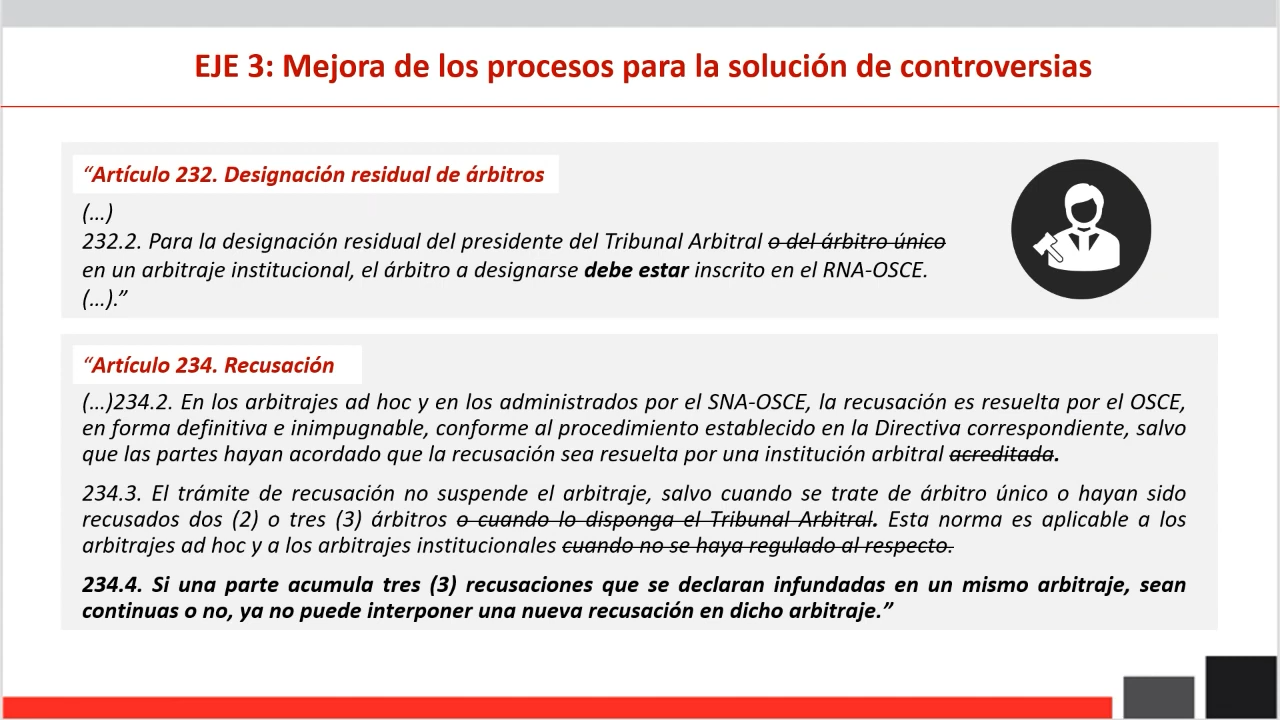 EJE 3: Mejora de los procesos para la solución de controversias
“Artículo 232. Designación residual de árbitros
(...)
232.2. Para la designación residual del presidente del Tribunal Arbitral o del árbitro único
en un arbitraje institucional, el árbitro a designarse debe estar inscrito en el RNA-OSCE.
(...).”
“Artículo 234. Recusación
(...)234.2. En los arbitrajes ad hoc y en los administrados por el SNA-OSCE, la recusación es resuelta por el OSCE,
en forma definitiva e inimpugnable, conforme al procedimiento establecido en la Directiva correspondiente, salvo
que las partes hayan acordado que la recusación sea resuelta por una institución arbitral acreditada.
234.3. El trámite de recusación no suspende el arbitraje, salvo cuando se trate de árbitro único o hayan sido
recusados dos (2) o tres (3) árbitros o cuando lo disponga el Tribunal Arbitral. Esta norma es aplicable a los
arbitrajes ad hoc y a los arbitrajes institucionales cuando no se haya regulado al respecto.
234.4. Si una parte acumula tres (3) recusaciones que se declaran infundadas en un mismo arbitraje, sean
continuas o no, ya no puede interponer una nueva recusación en dicho arbitraje.”